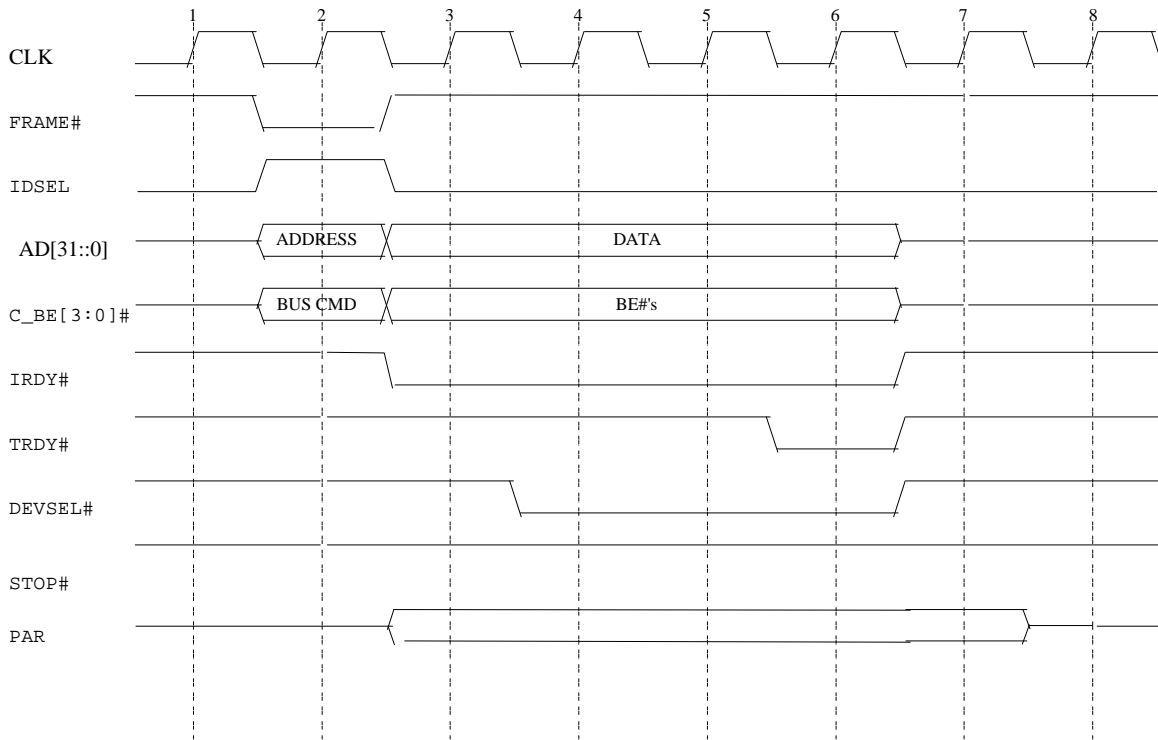 1 2 3 4 5 6 7 8
CLK
FRAME#
IDSEL
AD[31::0] ADDRESS DATA
C_BE[3:0]# BUS CMD BE#'s
IRDY#
TRDY#
DEVSEL#
STOP#
PAR